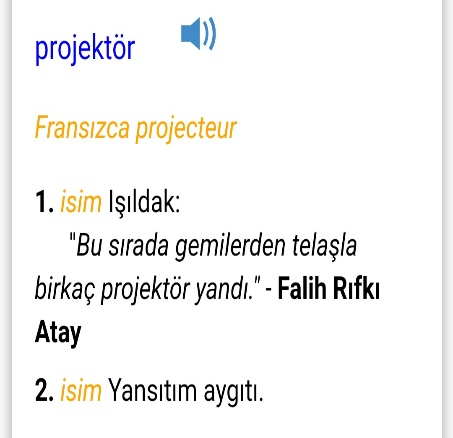 projektör
Fransızca projecteur
1. isim Işıldak:
"Bu sırada gemilerden telaşla
birkaç projektör yandı." - Falih Rıfkı
Atay
2. isim Yansıtım aygıtı.